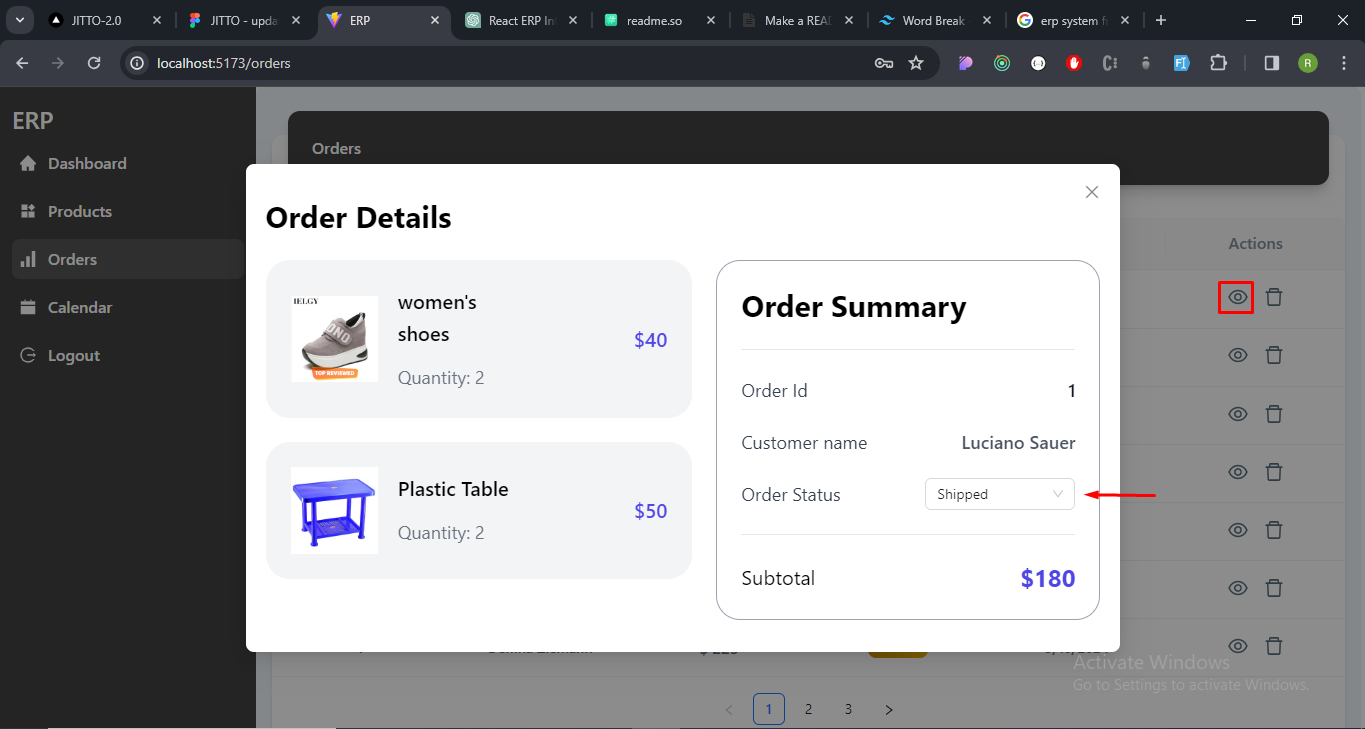 JITTO-2.0
JITTO - upda
ERP
React ERP In
readme.so
Make a REA
Word Break
erp system f
localhost:5173/orders
R
ERP
Dashboard
Products
Orders
Calendar
Logout
Orders
Actions
Order Details
IELGY
TOP REVIEWED
women's
shoes
Quantity: 2
$40
Plastic Table
Quantity: 2
$50
Order Summary
Order Id 1
Customer name Luciano Sauer
Order Status Shipped
Subtotal $180
Activate Windows
Go to Settings to activate Windows.
1 2 3